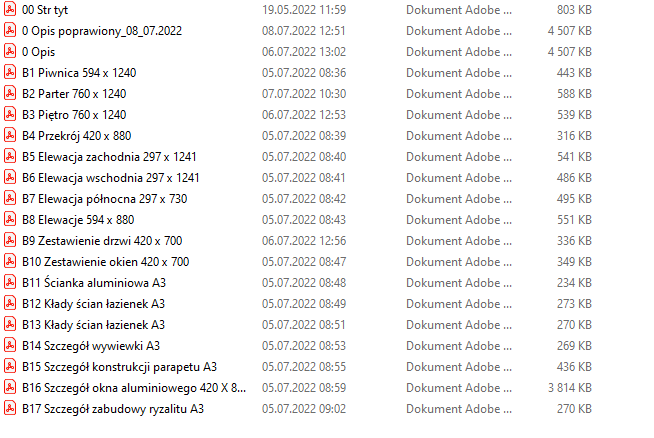 00 Str tyt 19.05.2022 11:59 Dokument Adobe ... 803 KB
0 Opis poprawiony_08_07.2022 08.07.2022 12:51 Dokument Adobe ... 4 507 KB
0 Opis 06.07.2022 13:02 Dokument Adobe ... 4 507 KB
B1 Piwnica 594 x 1240 05.07.2022 08:36 Dokument Adobe ... 443 KB
B2 Parter 760 x 1240 07.07.2022 10:30 Dokument Adobe ... 588 KB
B3 Piętro 760 x 1240 06.07.2022 12:53 Dokument Adobe ... 539 KB
B4 Przekrój 420 x 880 05.07.2022 08:39 Dokument Adobe ... 316 KB
B5 Elewacja zachodnia 297 x 1241 05.07.2022 08:40 Dokument Adobe ... 541 KB
B6 Elewacja wschodnia 297 x 1241 05.07.2022 08:41 Dokument Adobe ... 486 KB
B7 Elewacja północna 297 x 730 05.07.2022 08:42 Dokument Adobe ... 495 KB
B8 Elewacje 594 x 880 05.07.2022 08:43 Dokument Adobe ... 551 KB
B9 Zestawienie drzwi 420 x 700 06.07.2022 12:56 Dokument Adobe ... 336 KB
B10 Zestawienie okien 420 x 700 05.07.2022 08:47 Dokument Adobe ... 349 KB
B11 Ścianka aluminiowa A3 05.07.2022 08:48 Dokument Adobe ... 234 KB
B12 Kłady ścian łazienek A3 05.07.2022 08:49 Dokument Adobe ... 273 KB
B13 Kłady ścian łazienek A3 05.07.2022 08:51 Dokument Adobe ... 270 KB
B14 Szczegół wywiewki A3 05.07.2022 08:53 Dokument Adobe ... 269 KB
B15 Szczegół konstrukcji parapetu A3 05.07.2022 08:55 Dokument Adobe ... 436 KB
B16 Szczegół okna aluminiowego 420 X 8... 05.07.2022 08:59 Dokument Adobe ... 3 814 KB
B17 Szczegół zabudowy ryzalitu A3 05.07.2022 09:02 Dokument Adobe ... 270 KB